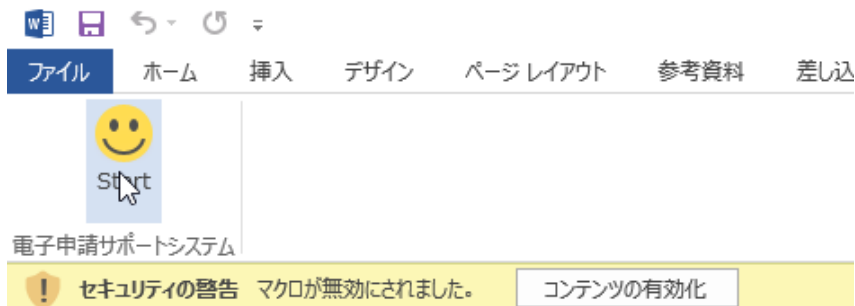 ファイル ホーム 挿入 デザイン ページ レイアウト 参考資料 差し込
Start
電子申請サポートシステム
セキュリティの警告 マクロが無効にされました。 コンテンツの有効化